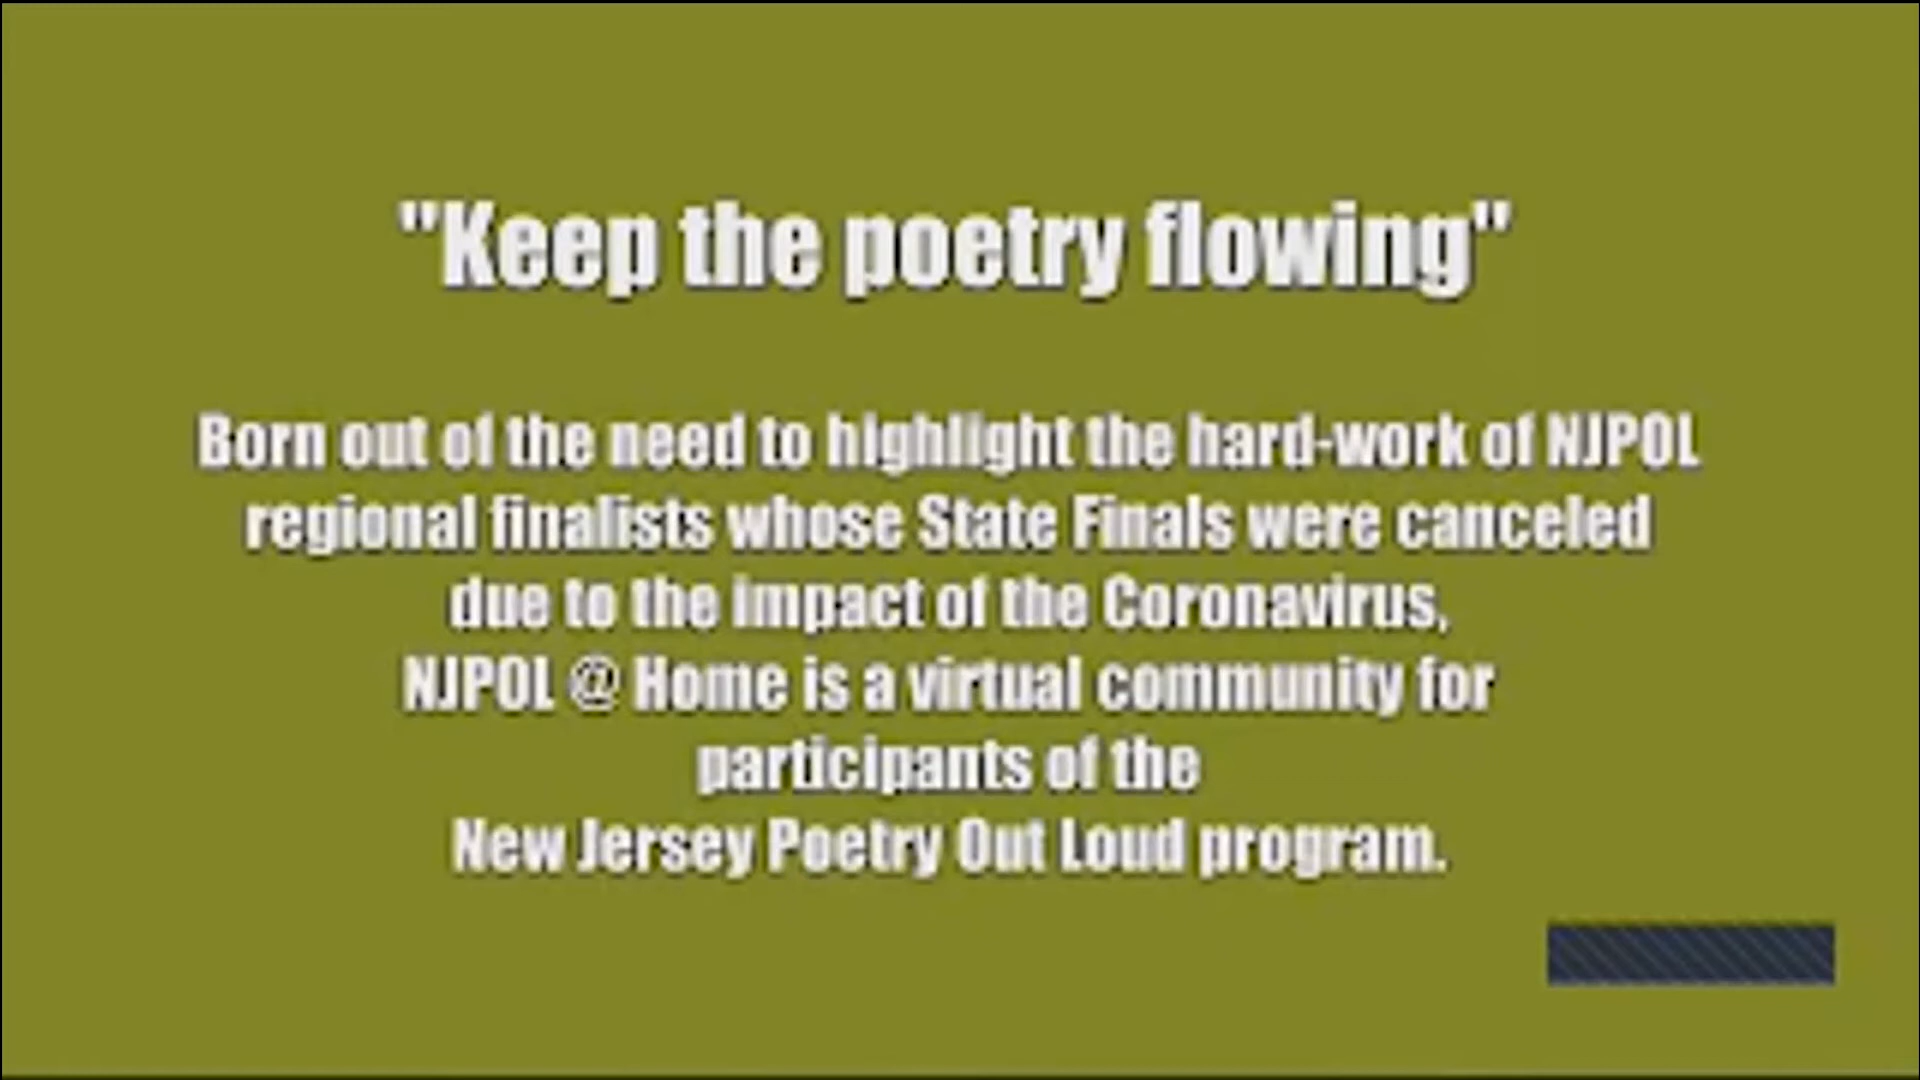 "Keep the poetry flowing"
Born out of the need to highlight the hard-work of NJPOL
regional finalists whose State Finals were canceled
due to the impact of the Coronavirus,
NJPOL @ Home is a virtual community for
participants of the
New Jersey Poetry Out Loud program.